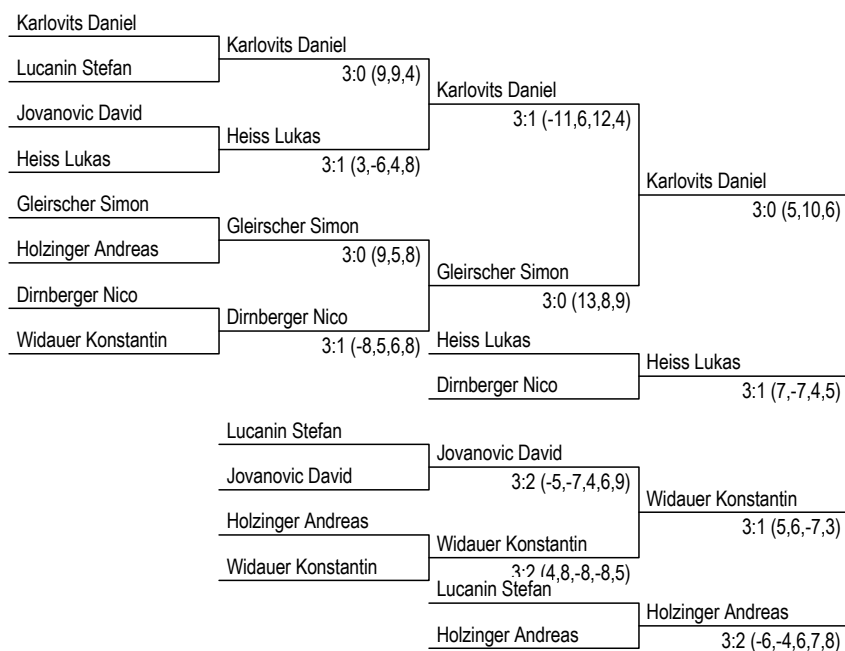 Karlovits Daniel
Karlovits Daniel
Lucanin Stefan
3:0 (9,9,4)
Karlovits Daniel
Jovanovic David
3:1 (-11,6,12,4)
Heiss Lukas
Heiss Lukas
3:1 (3,-6,4,8)
Karlovits Daniel
Gleirscher Simon
3:0 (5,10,6)
Gleirscher Simon
Holzinger Andreas
3:0 (9,5,8)
Gleirscher Simon
Dirnberger Nico
3:0 (13,8,9)
Dirnberger Nico
Widauer Konstantin
3:1 (-8,5,6,8)
Heiss Lukas
Heiss Lukas
Dirnberger Nico
3:1 (7,-7,4,5)
Lucanin Stefan
Jovanovic David
Jovanovic David
3:2 (-5,-7,4,6,9)
Widauer Konstantin
Holzinger Andreas
3:1 (5,6,-7,3)
Widauer Konstantin
Widauer Konstantin
3:2 (4,8,-8,-8,5)
Lucanin Stefan
Holzinger Andreas
Holzinger Andreas
3:2 (-6,-4,6,7,8)